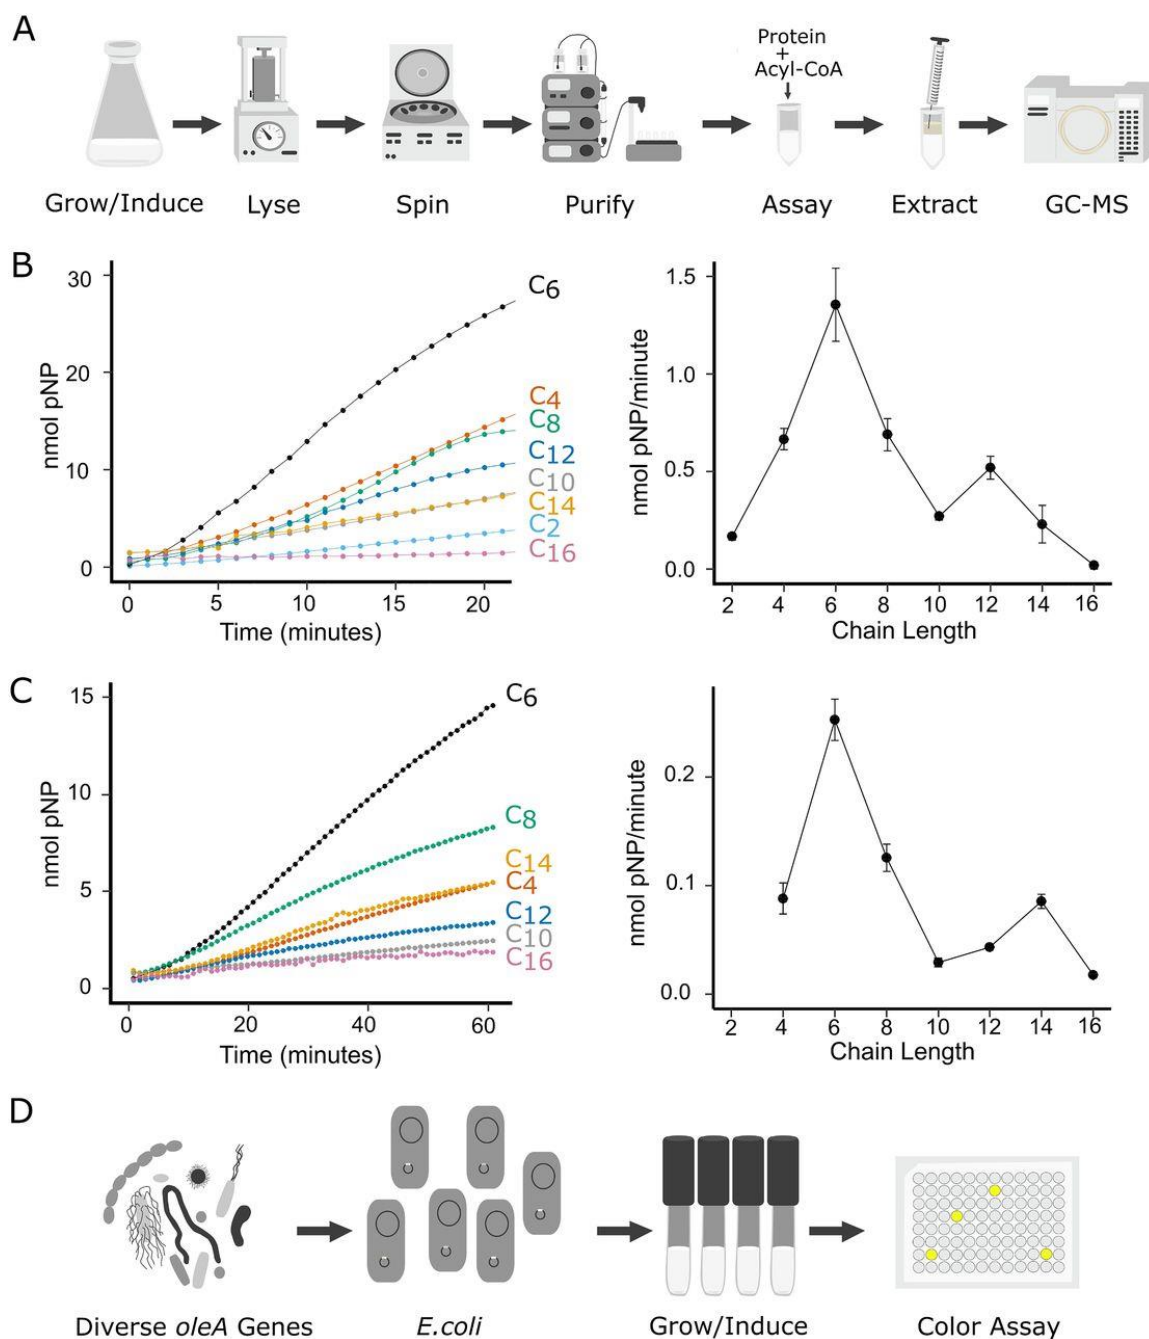 A
Protein
+
Acyl-CoA
Grow/Induce Lyse Spin Purify Assay Extract GC-MS
B
30
20
10
0
nmol pNP
C6
C4
C8
C12
C10
C14
C2
C16
0 5 10 15 20
Time (minutes)
1.5
1.0
0.5
0.0
nmol pNP/minute
2 4 6 8 10 12 14 16
Chain Length
C
15
10
5
0
nmol pNP
C6
C8
C14
C4
C12
C10
C16
0 20 40 60
Time (minutes)
0.2
0.1
0.0
nmol pNP/minute
2 4 6 8 10 12 14 16
Chain Length
D
Diverse oleA Genes E.coli Grow/Induce Color Assay